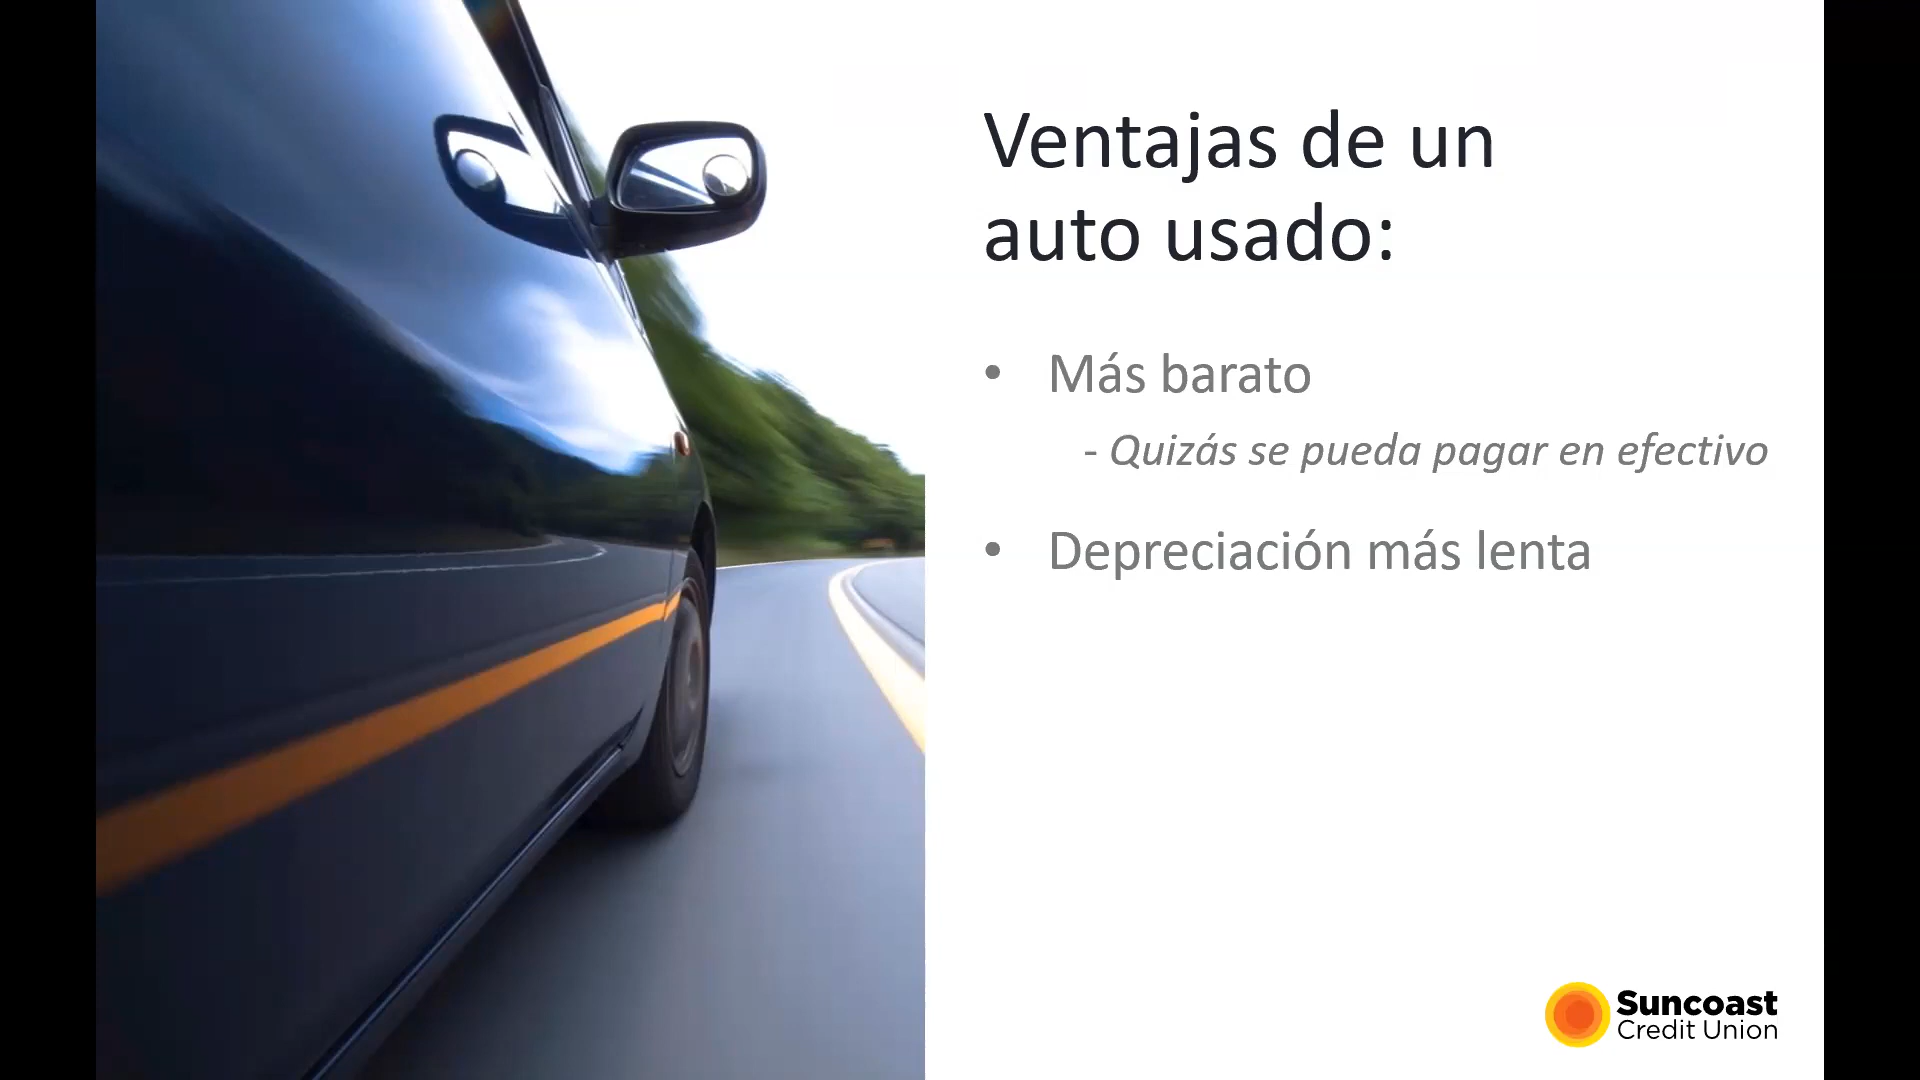 Ventajas de un
auto usado:
• Más barato
- Quizás se pueda pagar en efectivo
• Depreciación más lenta
Suncoast
Credit Union